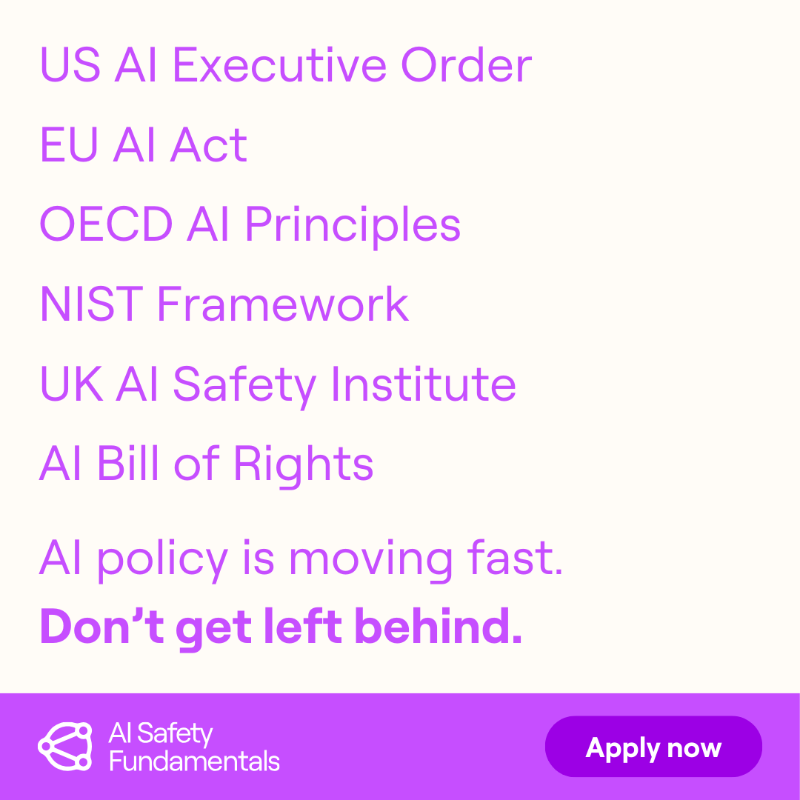 US AI Executive Order
EU AI Act
OECD AI Principles
NIST Framework
UK AI Safety Institute
AI Bill of Rights
AI policy is moving fast.
Don’t get left behind.
AI Safety
Fundamentals
Apply now